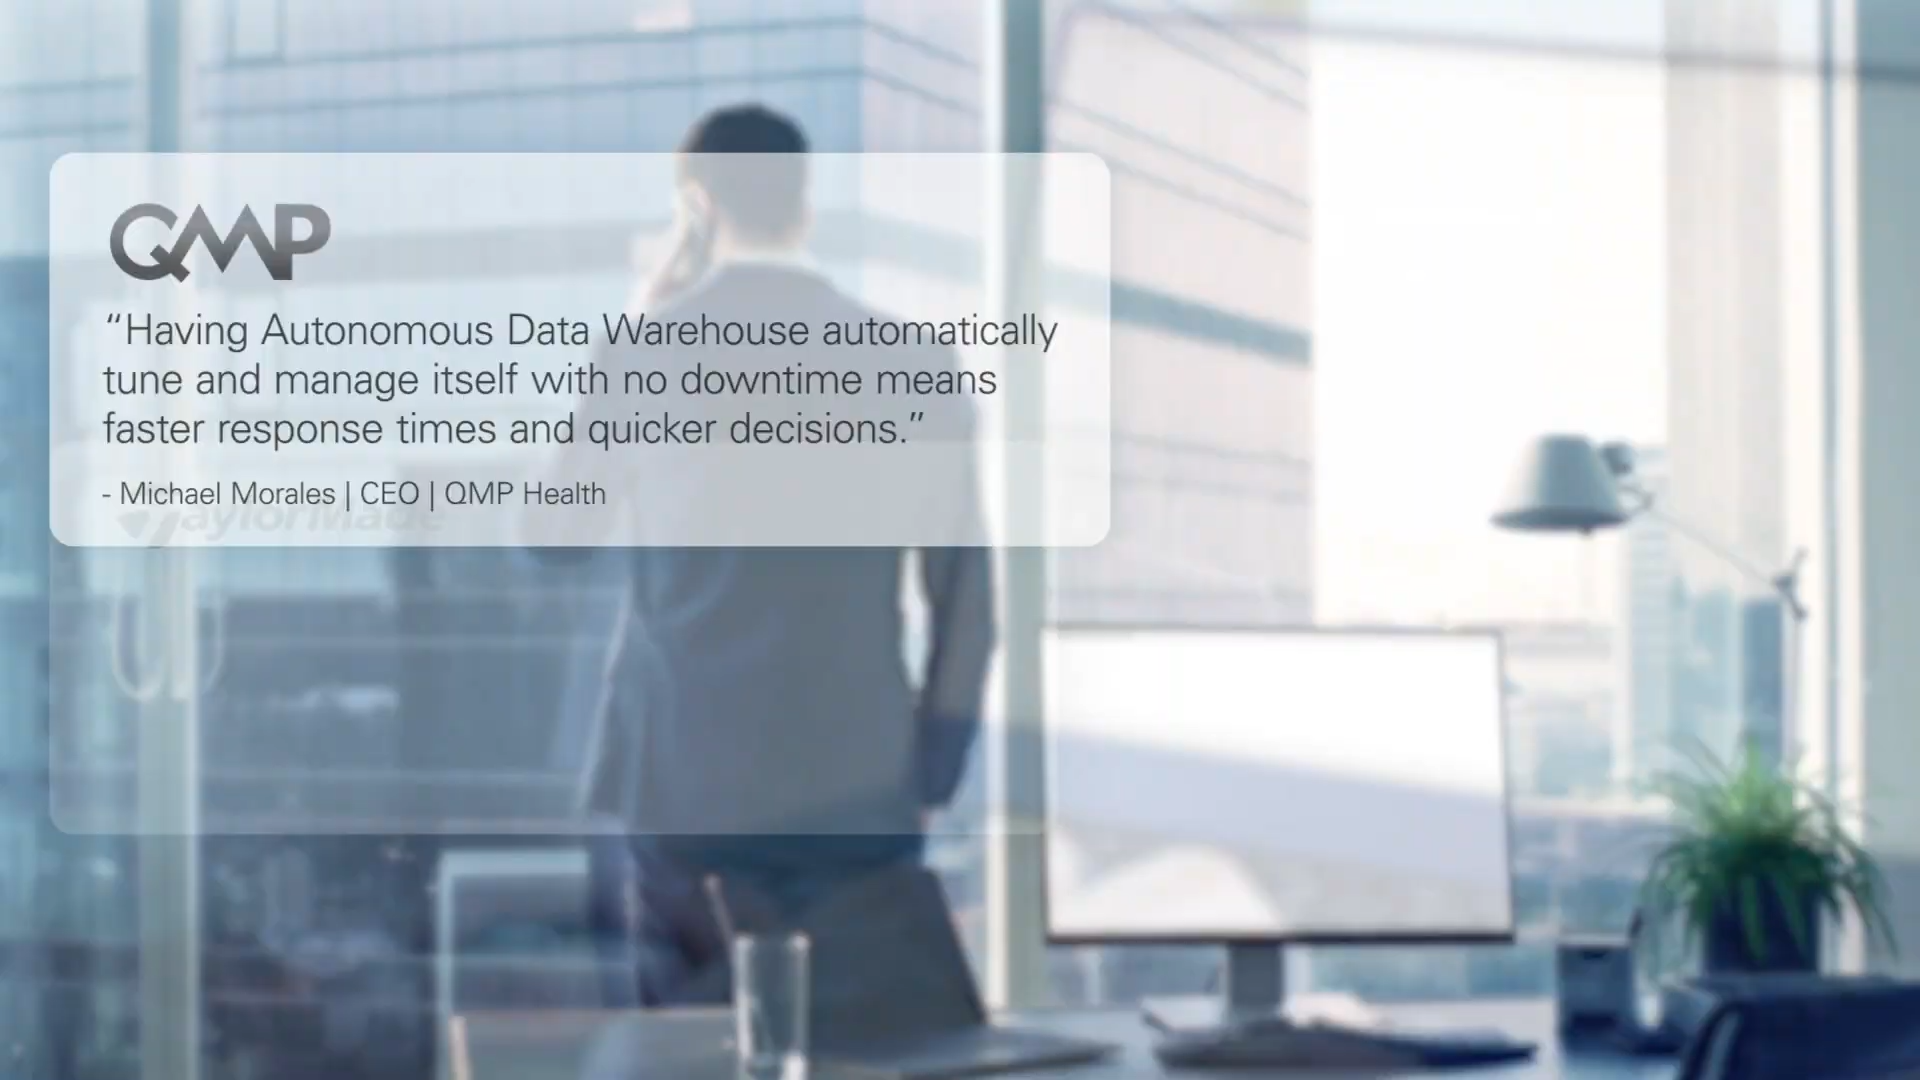 QMP
“Having Autonomous Data Warehouse automatically
tune and manage itself with no downtime means
faster response times and quicker decisions.”
- Michael Morales | CEO | QMP Health
TaylorMade